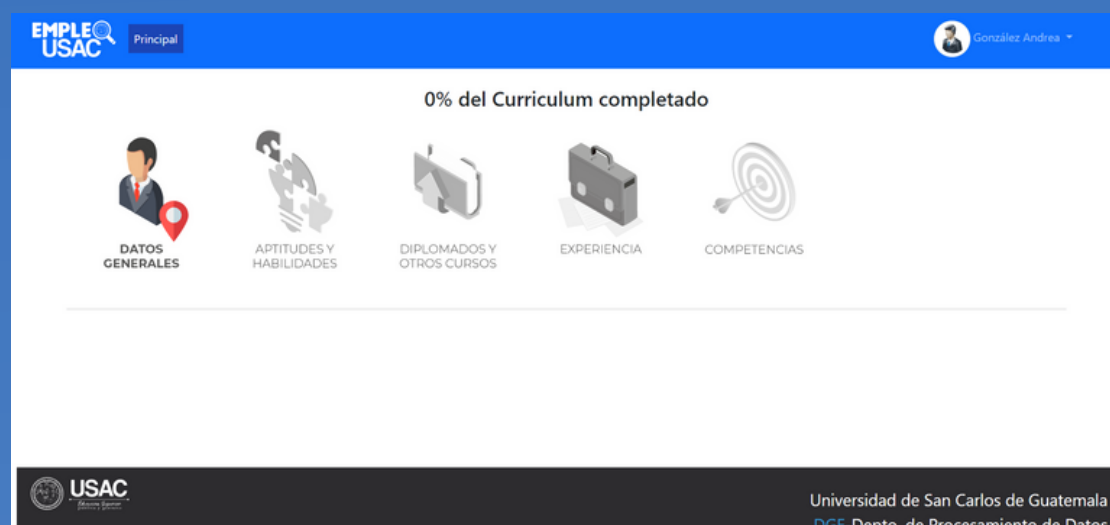 EMPLEO
USAC
Principal
González Andrea
0% del Curriculum completado
DATOS
GENERALES
APTITUDES Y
HABILIDADES
DIPLOMADOS Y
OTROS CURSOS
EXPERIENCIA
COMPETENCIAS
USAC
Universidad de San Carlos de Guatemala
DGE Depto. de Procesamiento de Datos